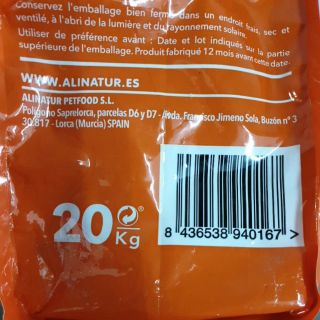 Conservez l'emballage bien fermé dans un endroit frais, sec et
ventilé, à l'abri de la lumière et du rayonnement solaire.
Utiliser de préférence avant : Date et lot indiqués sur la partie
supérieure de l'emballage. Produit fabriqué 12 mois avant cette date.
WWW.ALINATUR.ES
ALINATUR PETFOOD S.L.
Polígono Saprelorca, parcelas D6 y D7 - Avda. Francisco Jimeno Sola, Buzón nº 3
30.817 - Lorca (Murcia) SPAIN
20 Kg
8 436538 940167 >